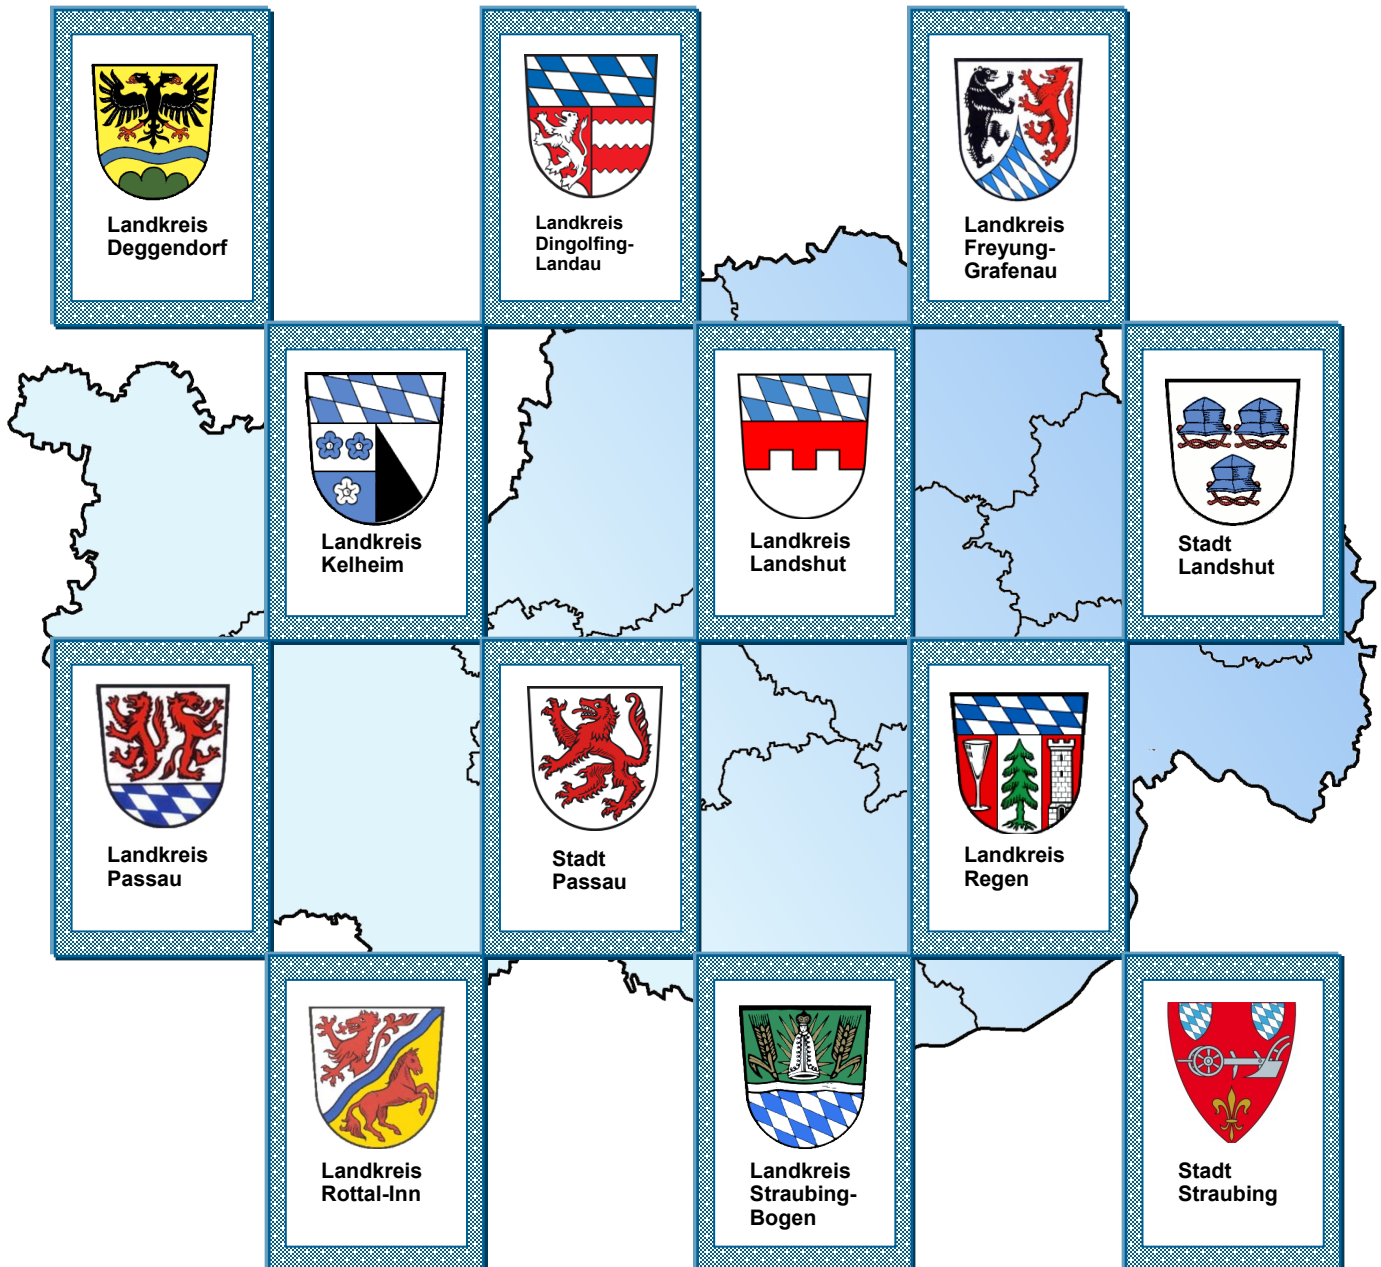 Landkreis
Deggendorf
Landkreis
Dingolfing-
Landau
Landkreis
Freyung-
Grafenau
Landkreis
Kelheim
Landkreis
Landshut
Stadt
Landshut
Landkreis
Passau
Stadt
Passau
Landkreis
Regen
Landkreis
Rottal-Inn
Landkreis
Straubing-
Bogen
Stadt
Straubing